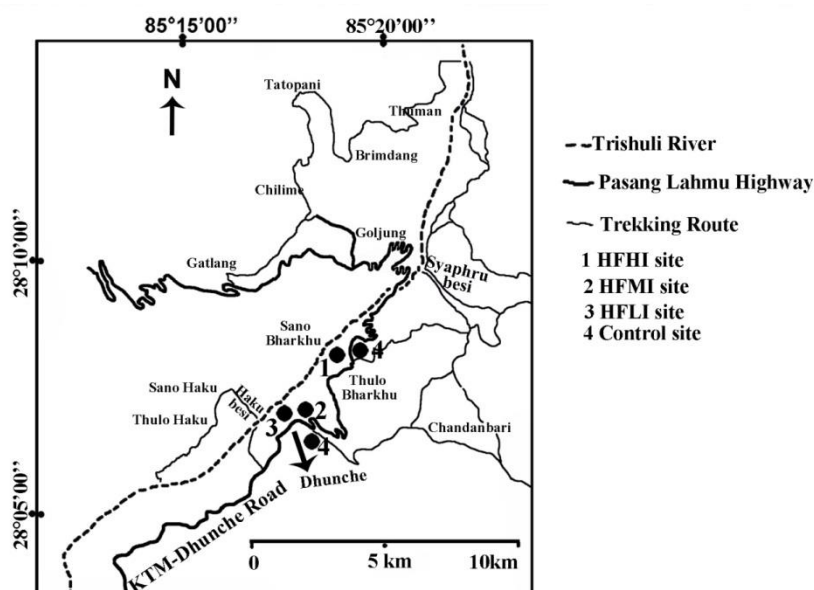 85°15’00’’ 85°20’00’’
N
Tatopani
Thuman
Brimdang
Chilime
Goljung
Gatlang
28°10’00’’
Syaphru
besi
Sano
Bharkhu
1
4
Thulo
Bharkhu
Sano Haku
Haku
besi
2
Thulo Haku
3
Chandanbari
4
Dhunche
28°05’00’’
KTM-Dhunche Road
0 5 km 10km
Trishuli River
Pasang Lahmu Highway
Trekking Route
1 HFHI site
2 HFMI site
3 HFLI site
4 Control site